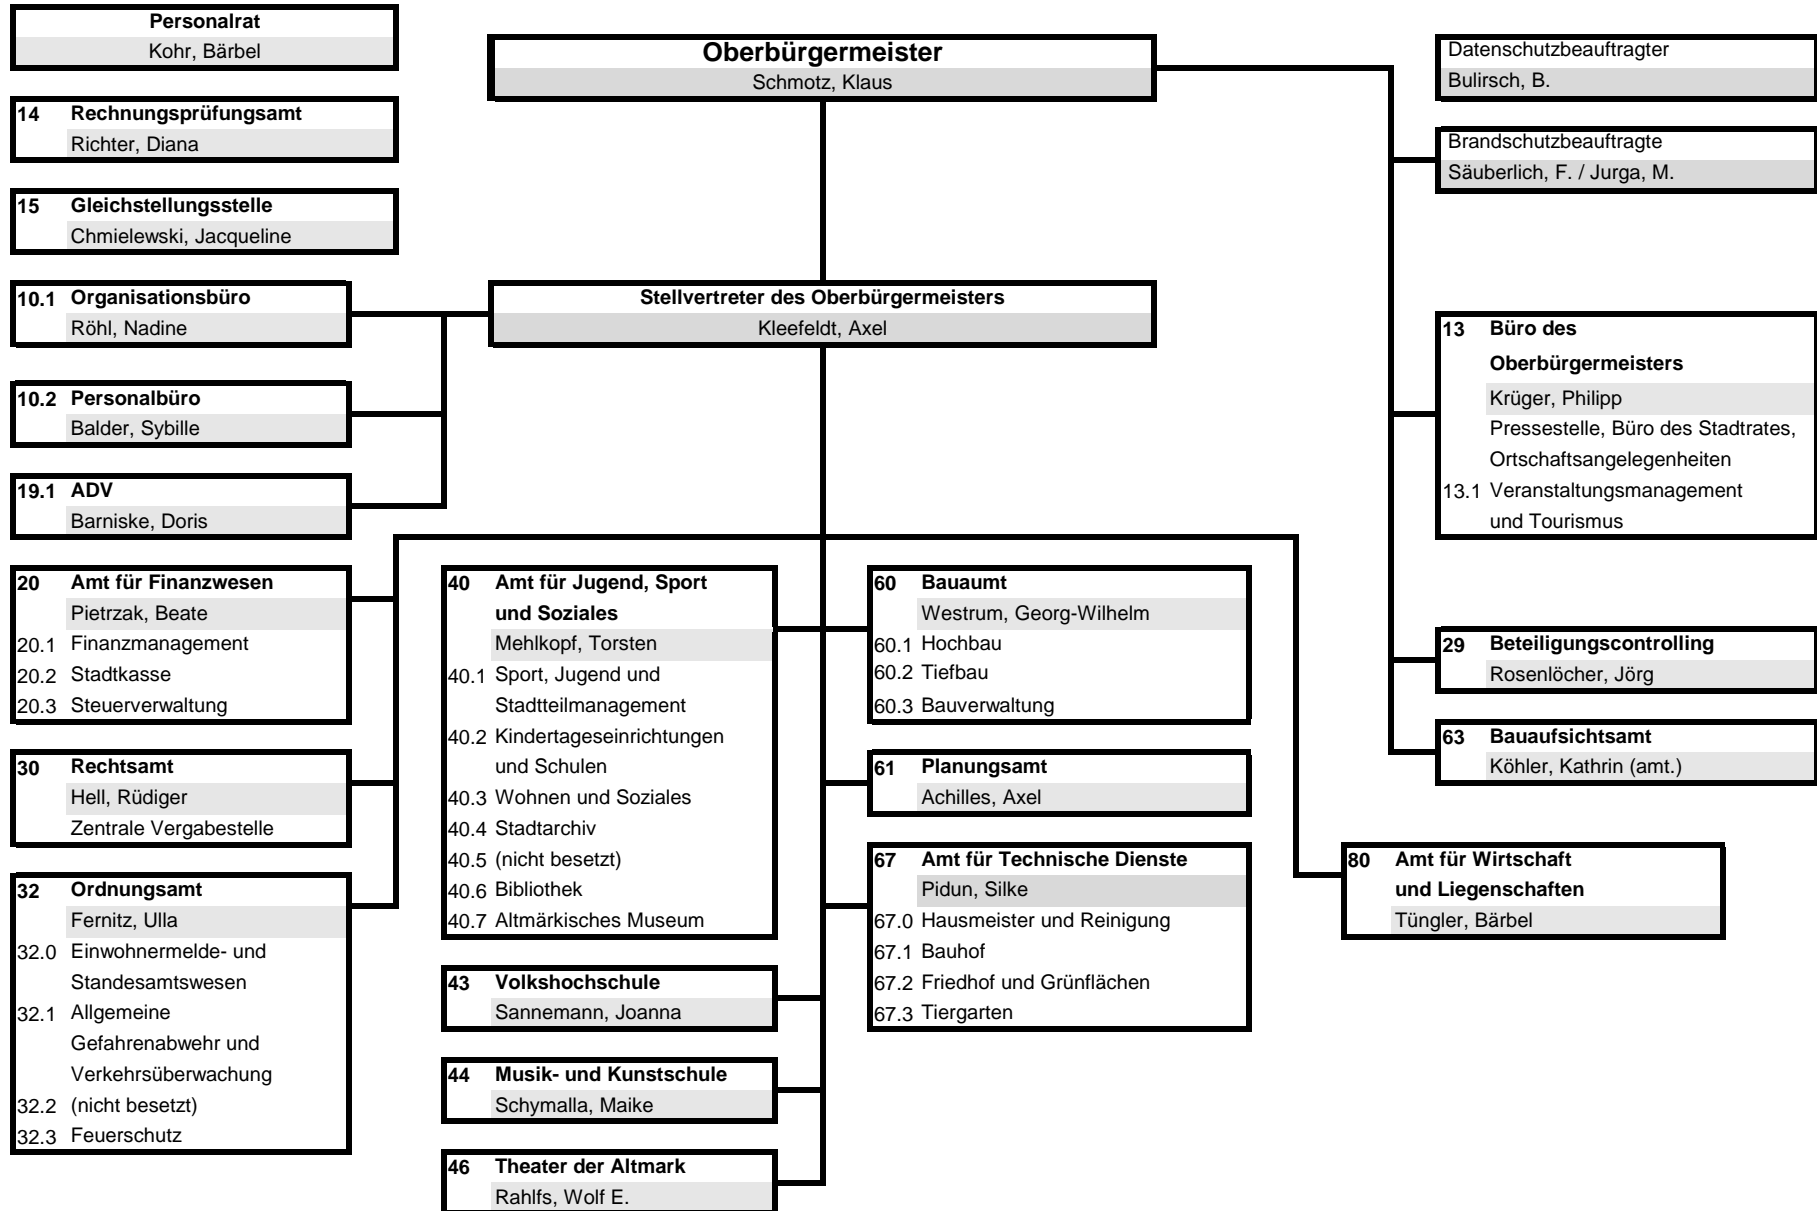 Personalrat
Kohr, Bärbel
14 Rechnungsprüfungsamt
Richter, Diana
15 Gleichstellungsstelle
Chmielewski, Jacqueline
Oberbürgermeister
Schmotz, Klaus
Datenschutzbeauftragter
Bulirsch, B.
Brandschutzbeauftragte
Säuberlich, F. / Jurga, M.
Stellvertreter des Oberbürgermeisters
Kleefeldt, Axel
10.1 Organisationsbüro
Röhl, Nadine
10.2 Personalbüro
Balder, Sybille
19.1 ADV
Barniske, Doris
13 Büro des
Oberbürgermeisters
Krüger, Philipp
Pressestelle, Büro des Stadtrates,
Ortschaftsangelegenheiten
13.1 Veranstaltungsmanagement
und Tourismus
29 Beteiligungscontrolling
Rosenlöcher, Jörg
63 Bauaufsichtsamt
Köhler, Kathrin (amt.)
20 Amt für Finanzwesen
Pietrzak, Beate
20.1 Finanzmanagement
20.2 Stadtkasse
20.3 Steuerverwaltung
30 Rechtsamt
Hell, Rüdiger
Zentrale Vergabestelle
32 Ordnungsamt
Fernitz, Ulla
32.0 Einwohnermelde- und
Standesamtswesen
32.1 Allgemeine
Gefahrenabwehr und
Verkehrsüberwachung
32.2 (nicht besetzt)
32.3 Feuerschutz
40 Amt für Jugend, Sport
und Soziales
Mehlkopf, Torsten
40.1 Sport, Jugend und
Stadtteilmanagement
40.2 Kindertageseinrichtungen
und Schulen
40.3 Wohnen und Soziales
40.4 Stadtarchiv
40.5 (nicht besetzt)
40.6 Bibliothek
40.7 Altmärkisches Museum
43 Volkshochschule
Sannemann, Joanna
44 Musik- und Kunstschule
Schymalla, Maike
46 Theater der Altmark
Rahlfs, Wolf E.
60 Bauaumt
Westrum, Georg-Wilhelm
60.1 Hochbau
60.2 Tiefbau
60.3 Bauverwaltung
61 Planungsamt
Achilles, Axel
67 Amt für Technische Dienste
Pidun, Silke
67.0 Hausmeister und Reinigung
67.1 Bauhof
67.2 Friedhof und Grünflächen
67.3 Tiergarten
80 Amt für Wirtschaft
und Liegenschaften
Tüngler, Bärbel